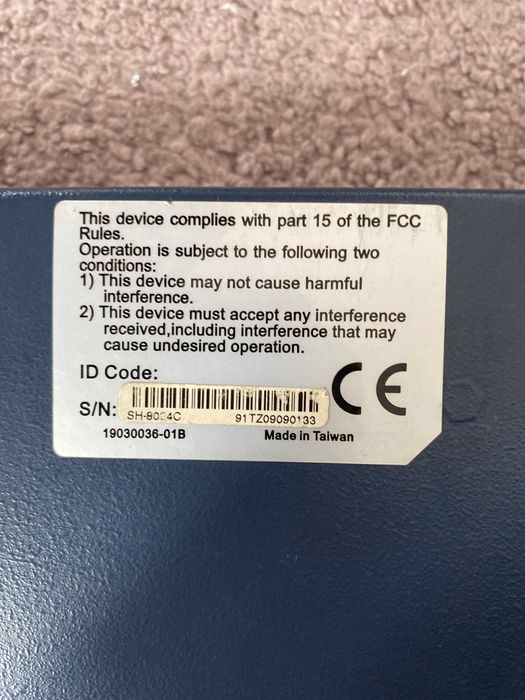 This device complies with part 15 of the FCC
Rules.
Operation is subject to the following two
conditions:
1) This device may not cause harmful
interference.
2) This device must accept any interference
received,including interference that may
cause undesired operation.
ID Code:
S/N:
SH-8024C 91TZ09090133
19030036-01B Made in Taiwan
CE